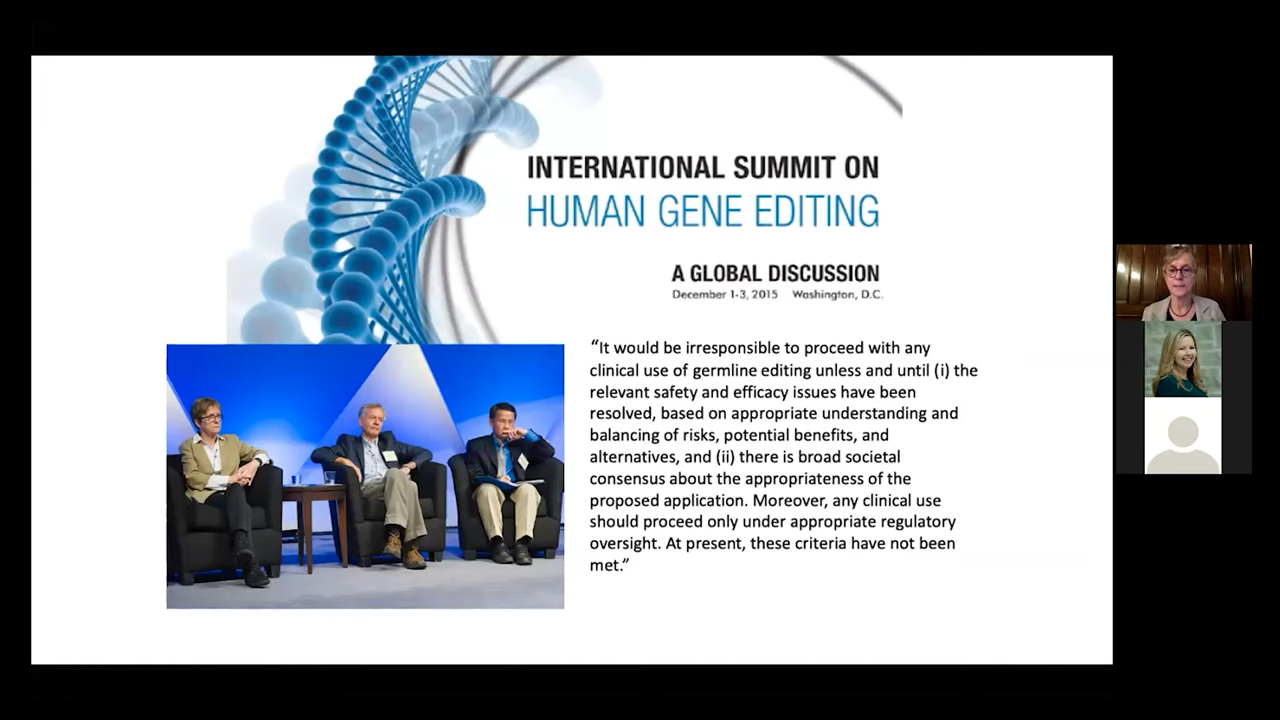 INTERNATIONAL SUMMIT ON
HUMAN GENE EDITING
A GLOBAL DISCUSSION
December 1-3, 2015 Washington, D.C.
“It would be irresponsible to proceed with any
clinical use of germline editing unless and until (i) the
relevant safety and efficacy issues have been
resolved, based on appropriate understanding and
balancing of risks, potential benefits, and
alternatives, and (ii) there is broad societal
consensus about the appropriateness of the
proposed application. Moreover, any clinical use
should proceed only under appropriate regulatory
oversight. At present, these criteria have not been
met.”